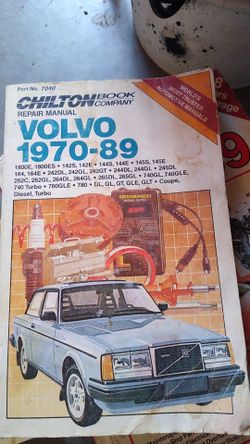 Part No. 7040
CHILTON BOOK COMPANY
REPAIR MANUAL
WORLD'S
MOST TRUSTED
AUTOMOTIVE MANUALS
VOLVO
1970-89
1800E, 1800ES • 142S, 142E • 144S, 144E • 145S, 145E
164, 164E • 242DL, 242GL, 242GT • 244DL, 244GL • 245DL
262C, 262GL, 264DL, 264GL • 265DL, 265GL • 740GL, 740GLE,
740 Turbo • 760GLE • 780 • DL, GL, GT, GLE, GLT • Coupe,
Diesel, Turbo